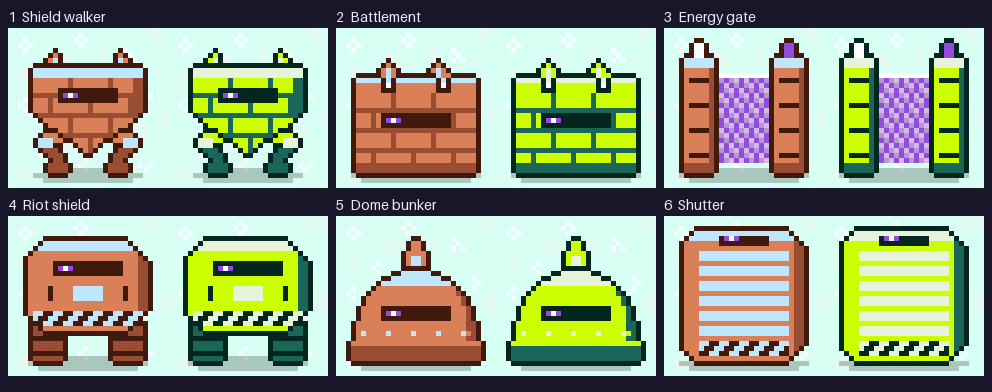 1 Shield walker
2 Battlement
3 Energy gate
4 Riot shield
5 Dome bunker
6 Shutter